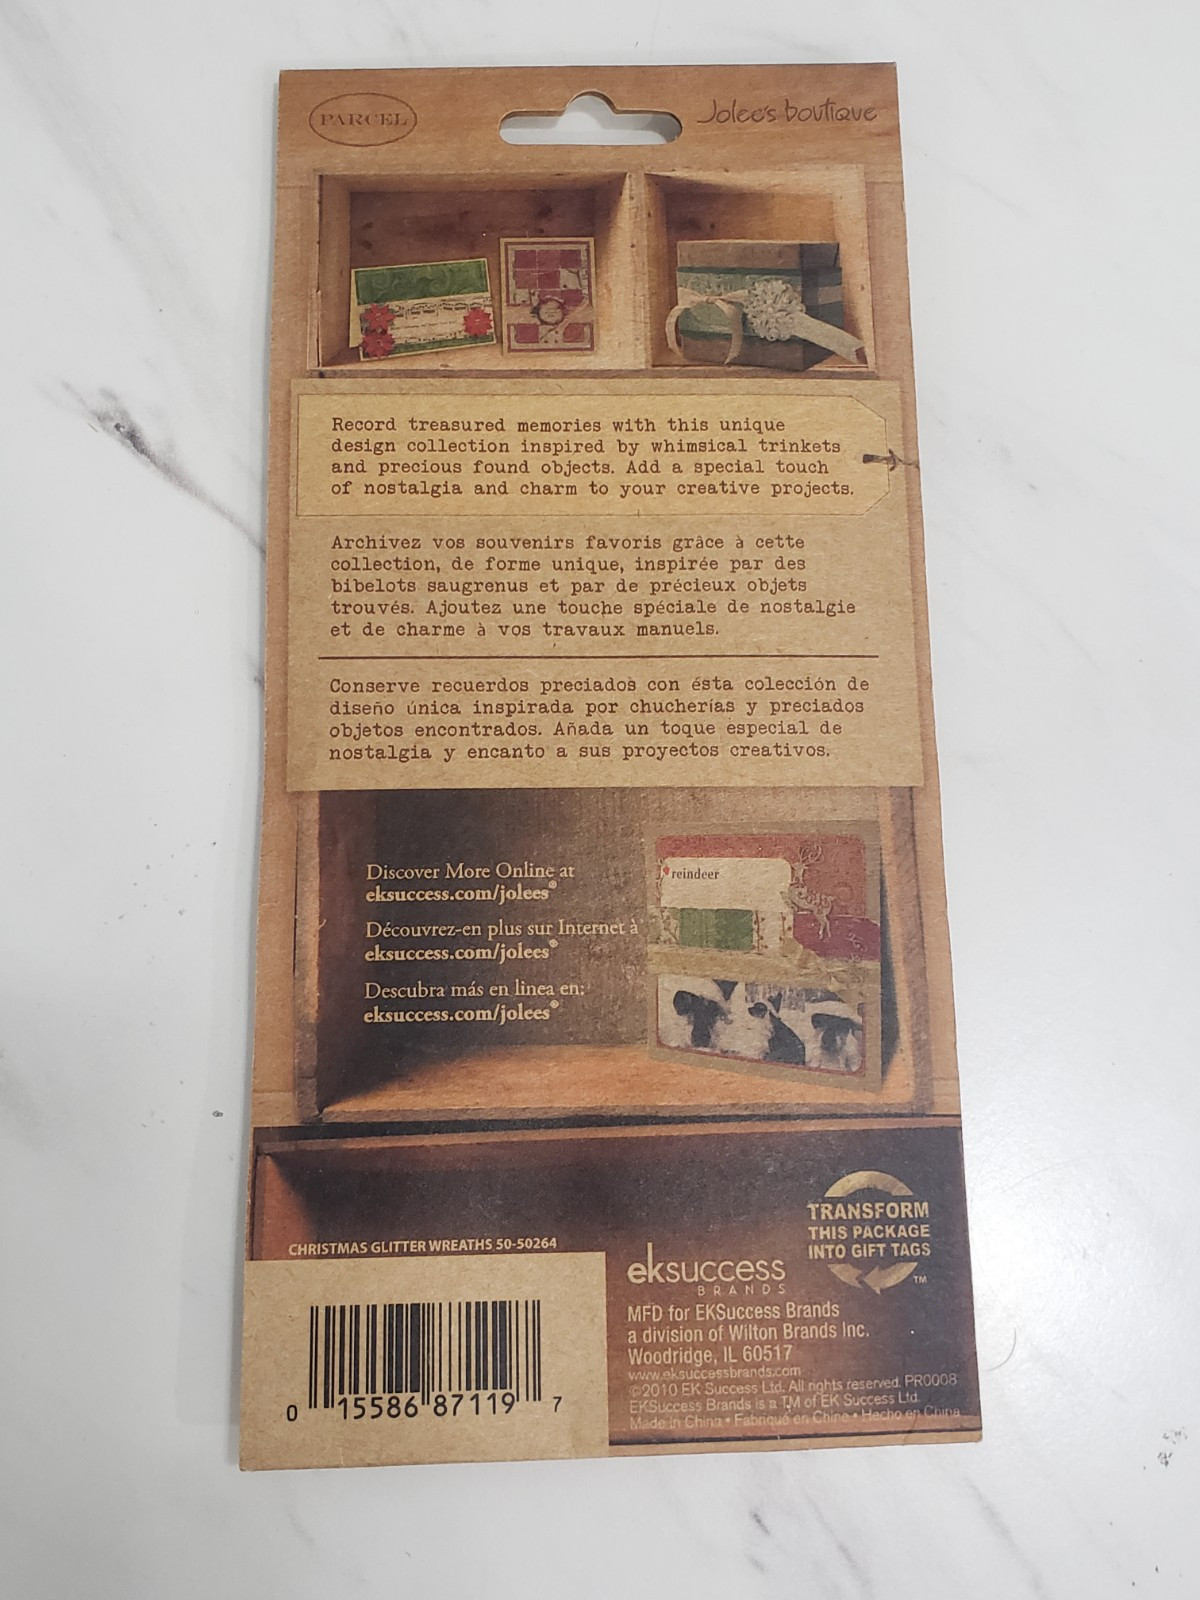 PARCEL
Jolee's boutique
Record treasured memories with this unique
design collection inspired by whimsical trinkets
and precious found objects. Add a special touch
of nostalgia and charm to your creative projects.
Archivez vos souvenirs favoris grâce à cette
collection, de forme unique, inspirée par des
bibelots saugrenus et par de précieux objets
trouvés. Ajoutez une touche spéciale de nostalgie
et de charme à vos travaux manuels.
Conserve recuerdos preciados con ésta colección de
diseño única inspirada por chucherías y preciados
objetos encontrados. Añada un toque especial de
nostalgia y encanto a sus proyectos creativos.
reindeer
Discover More Online at
eksuccess.com/jolees®
Découvrez-en plus sur Internet à
eksuccess.com/jolees®
Descubra más en linea en:
eksuccess.com/jolees®
TRANSFORM
THIS PACKAGE
INTO GIFT TAGS
TM
CHRISTMAS GLITTER WREATHS 50-50264
0 15586 87119 7
eksuccess
BRANDS
MFD for EKSuccess Brands
a division of Wilton Brands Inc.
Woodridge, IL 60517
www.eksuccessbrands.com
©2010 EK Success Ltd. All rights reserved. PR0008
EKSuccess Brands is a TM of EK Success Ltd.
Made in China • Fabriqué en Chine • Hecho en China